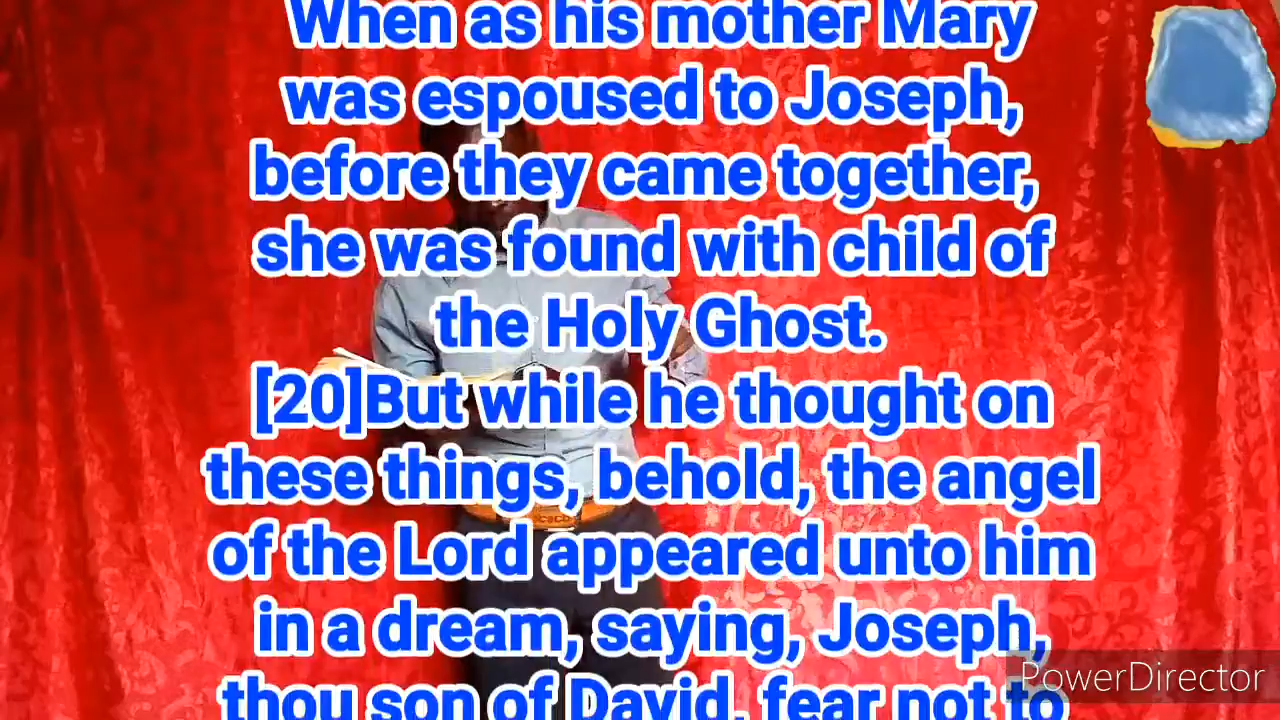 When as his mother Mary
was espoused to Joseph,
before they came together,
she was found with child of
the Holy Ghost.
[20]But while he thought on
these things, behold, the angel
of the Lord appeared unto him
in a dream, saying, Joseph,
thou son of David, fear not to
PowerDirector